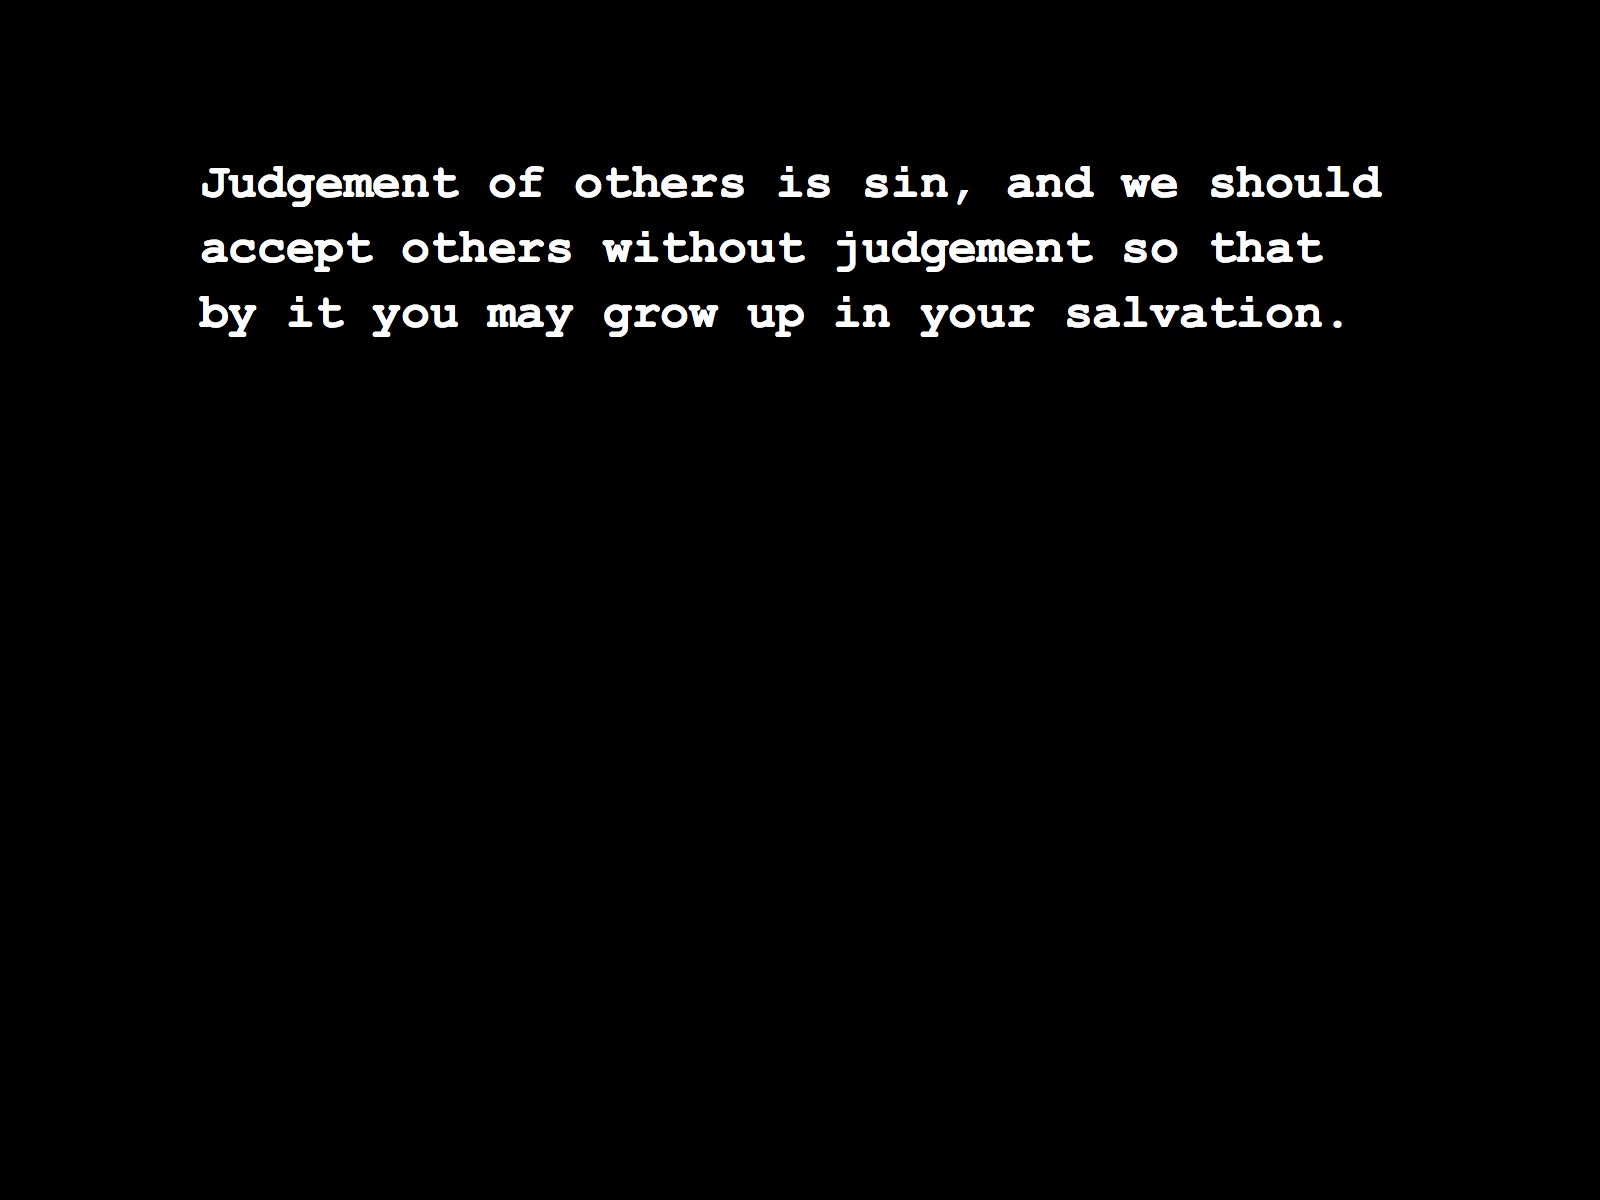 Judgement of others is sin, and we should
accept others without judgement so that
by it you may grow up in your salvation.